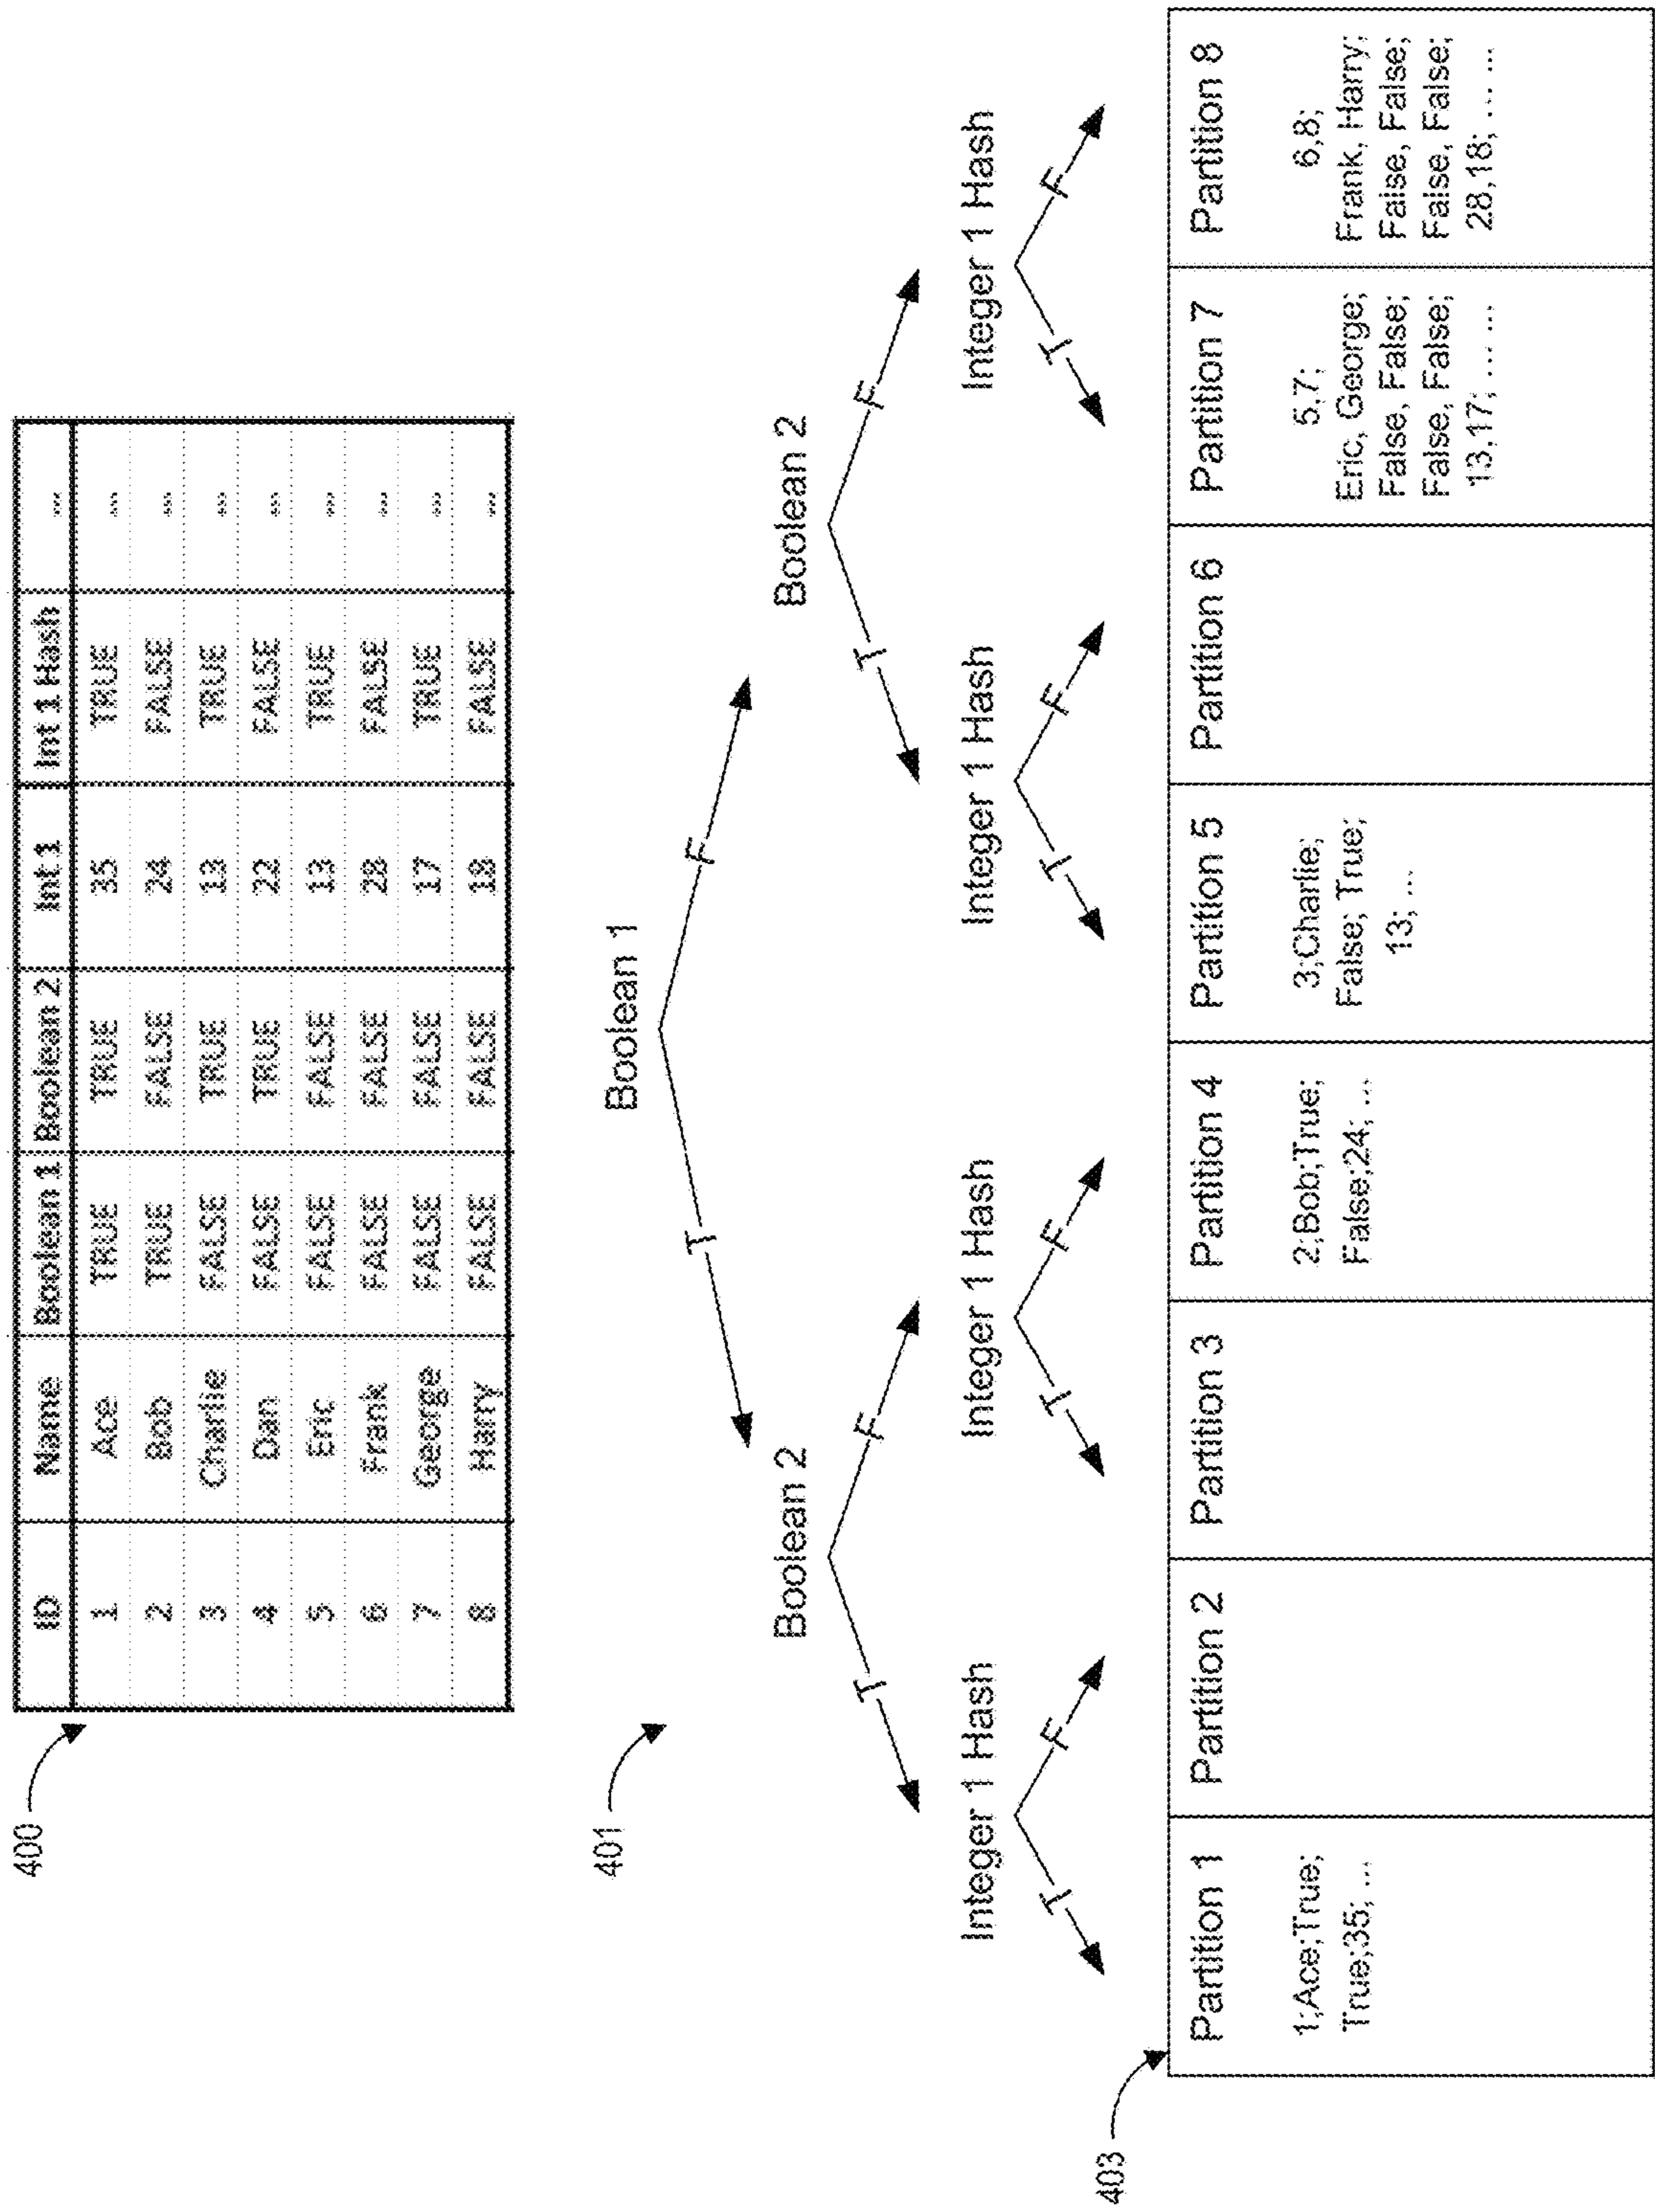 400
ID Name Boolean 1 Boolean 2 Int 1 Int 1 Hash ...
1 Ace TRUE TRUE 35 TRUE ...
2 Bob TRUE FALSE 24 FALSE ...
3 Charlie FALSE TRUE 13 TRUE ...
4 Dan FALSE TRUE 22 FALSE ...
5 Eric FALSE FALSE 13 TRUE ...
6 Frank FALSE FALSE 28 FALSE ...
7 George FALSE FALSE 17 TRUE ...
8 Harry FALSE FALSE 18 FALSE ...
401
Boolean 1
T F
Boolean 2 Boolean 2
T F T F
Integer 1 Hash Integer 1 Hash Integer 1 Hash Integer 1 Hash
T F T F T F T F
403
Partition 1 Partition 2 Partition 3 Partition 4 Partition 5 Partition 6 Partition 7 Partition 8
1;Ace;True;
True;35; ...
2;Bob;True;
False;24; ...
3;Charlie;
False; True;
13; ...
5,7;
Eric, George;
False, False;
False, False;
13,17; ... ...
6,8;
Frank, Harry;
False, False;
False, False;
28,18; ... ...